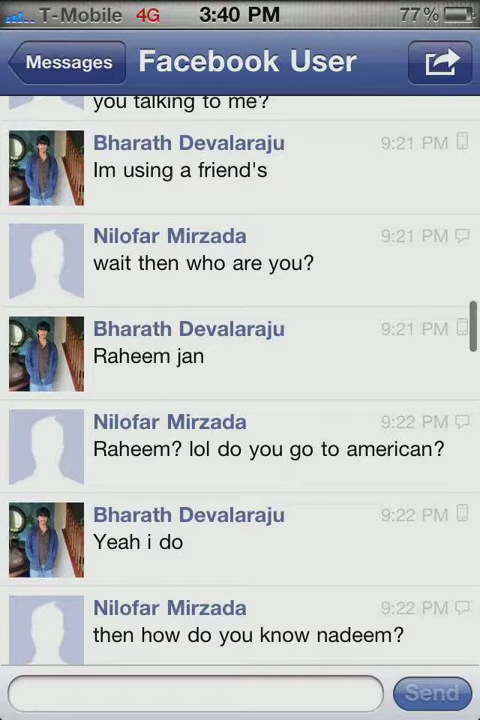 T-Mobile 4G 3:40 PM 77%
Messages Facebook User
you talking to me?
Bharath Devalaraju 9:21 PM
Im using a friend's
Nilofar Mirzada 9:21 PM
wait then who are you?
Bharath Devalaraju 9:21 PM
Raheem jan
Nilofar Mirzada 9:22 PM
Raheem? lol do you go to american?
Bharath Devalaraju 9:22 PM
Yeah i do
Nilofar Mirzada 9:22 PM
then how do you know nadeem?
Send